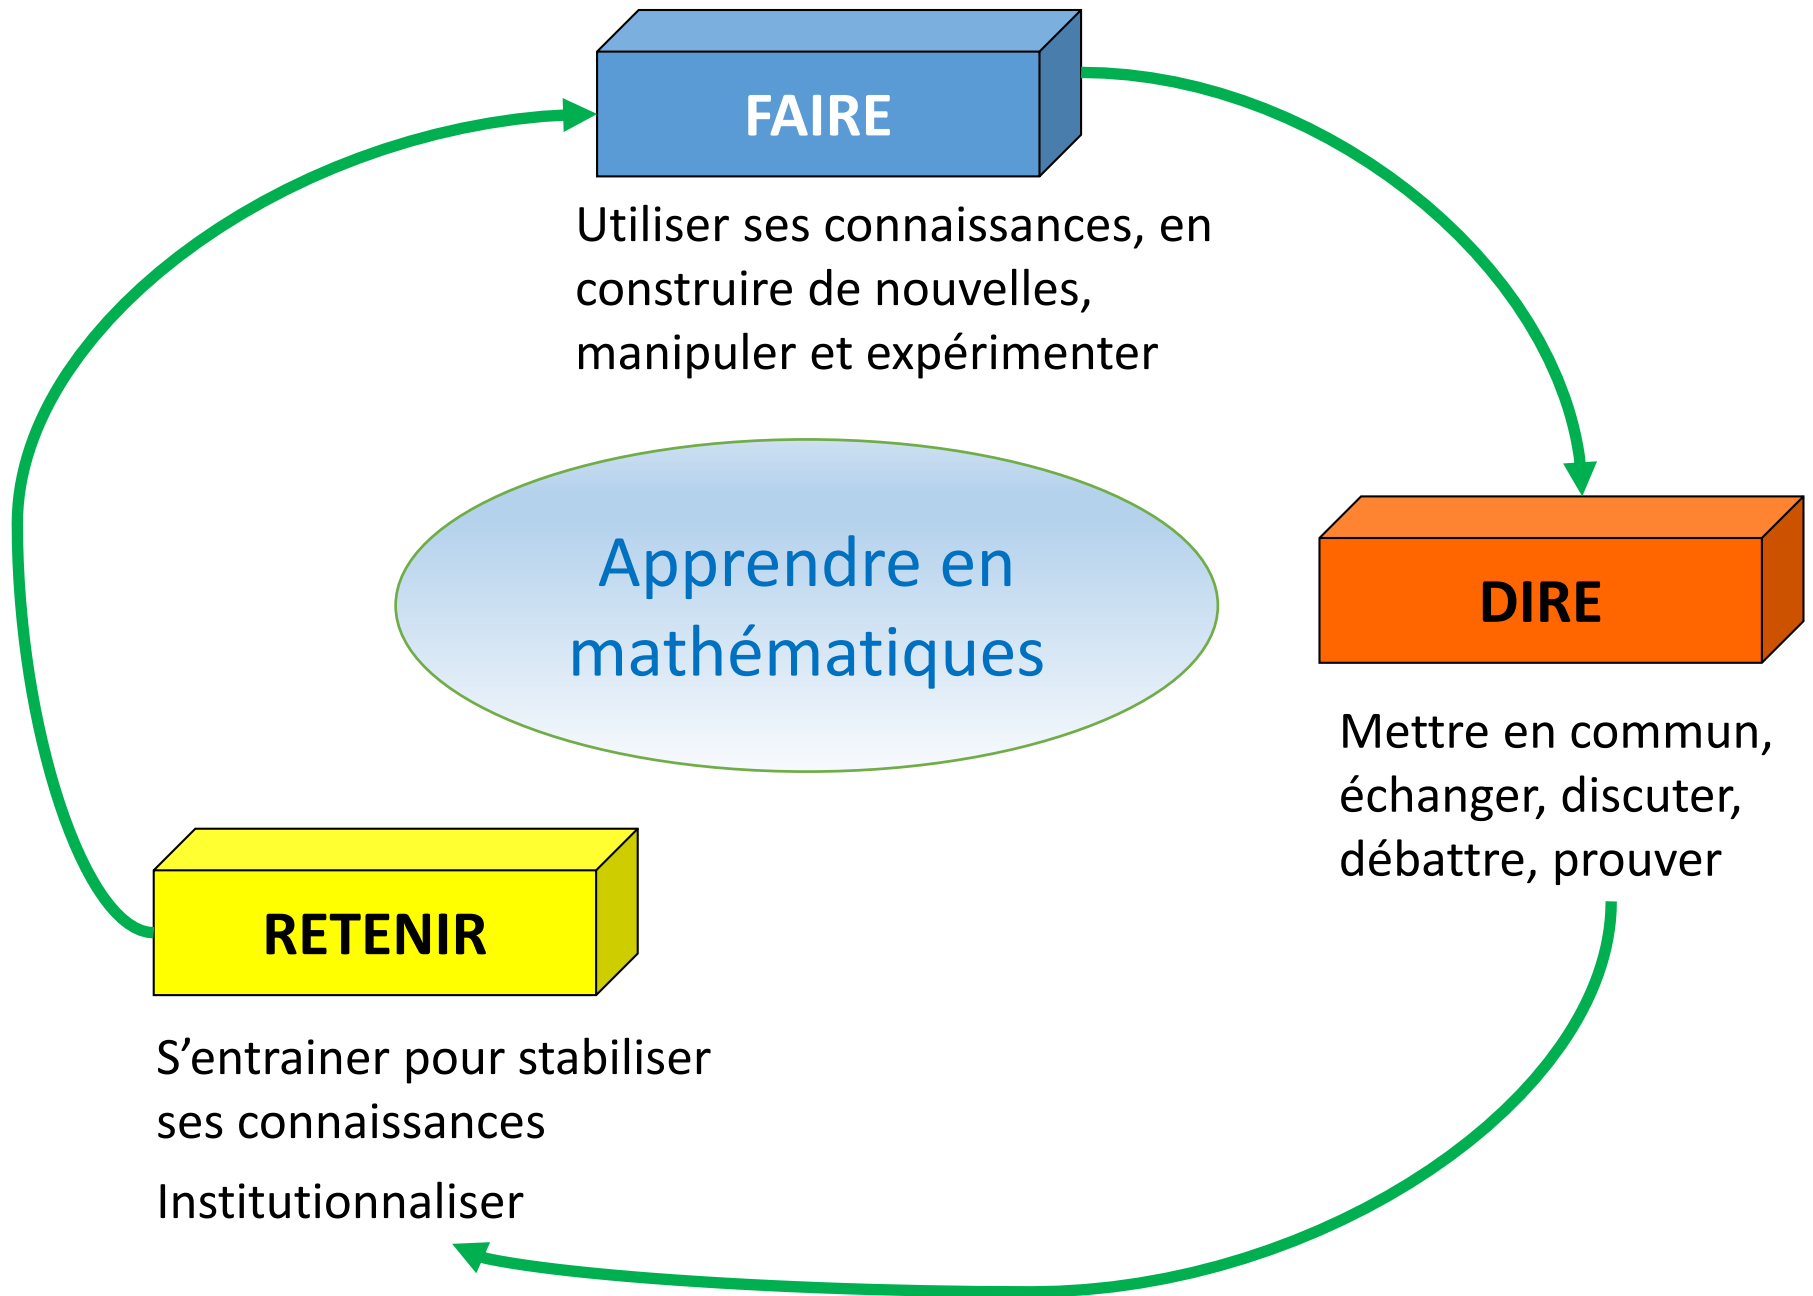 FAIRE
Utiliser ses connaissances, en
construire de nouvelles,
manipuler et expérimenter
Apprendre en
mathématiques
DIRE
Mettre en commun,
échanger, discuter,
débattre, prouver
RETENIR
S’entrainer pour stabiliser
ses connaissances
Institutionnaliser